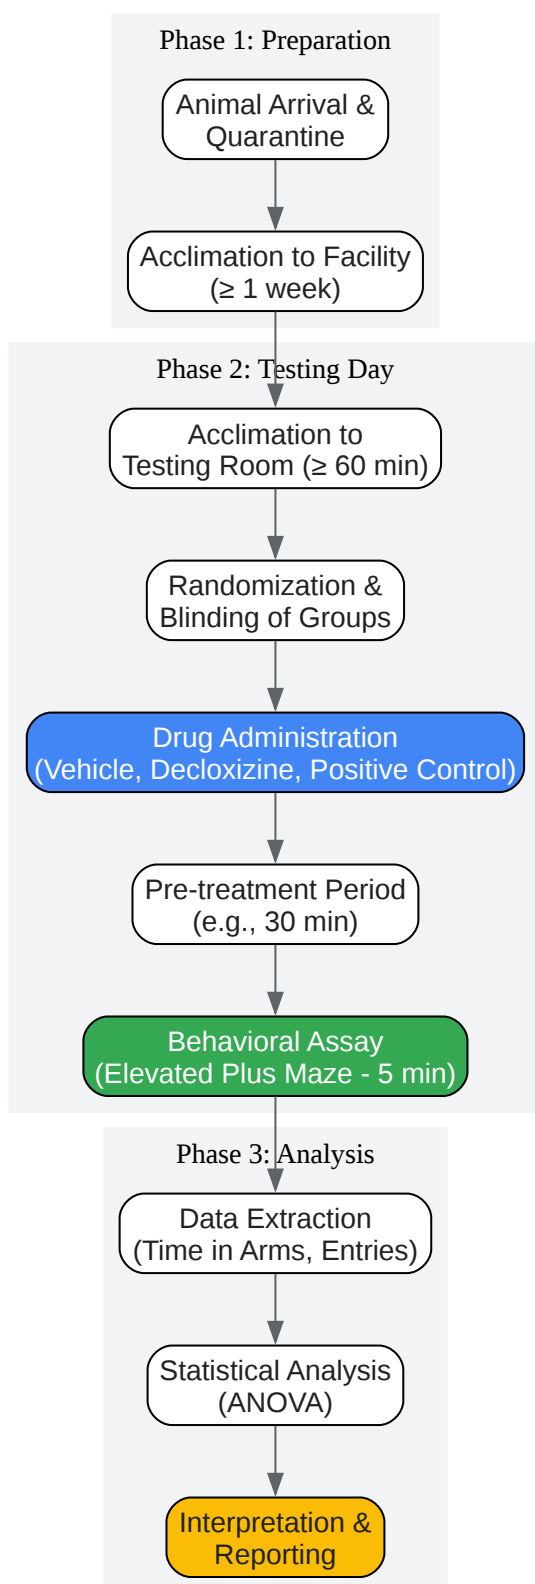 Phase 1: Preparation
Animal Arrival &
Quarantine
Acclimation to Facility
(≥ 1 week)
Phase 2: Testing Day
Acclimation to
Testing Room (≥ 60 min)
Randomization &
Blinding of Groups
Drug Administration
(Vehicle, Decloxizine, Positive Control)
Pre-treatment Period
(e.g., 30 min)
Behavioral Assay
(Elevated Plus Maze - 5 min)
Phase 3: Analysis
Data Extraction
(Time in Arms, Entries)
Statistical Analysis
(ANOVA)
Interpretation &
Reporting